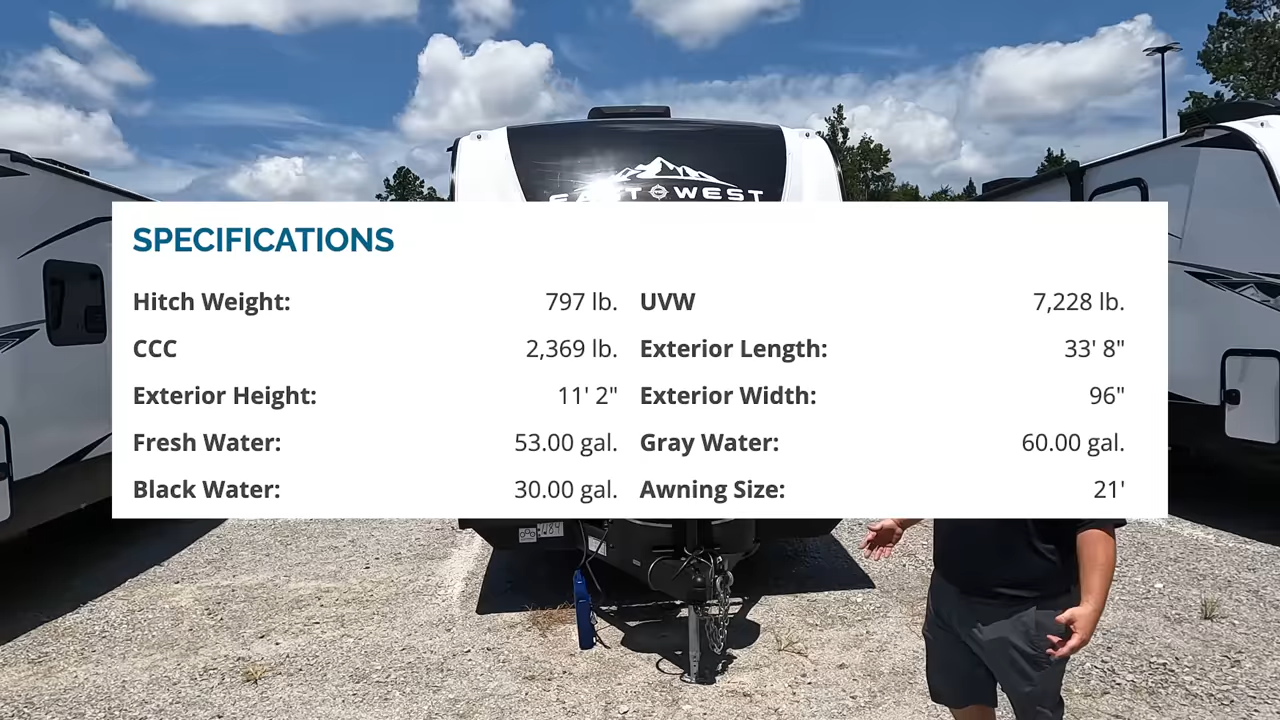 EAST WEST
SPECIFICATIONS
Hitch Weight: 797 lb. UVW 7,228 lb.
CCC 2,369 lb. Exterior Length: 33' 8"
Exterior Height: 11' 2" Exterior Width: 96"
Fresh Water: 53.00 gal. Gray Water: 60.00 gal.
Black Water: 30.00 gal. Awning Size: 21'